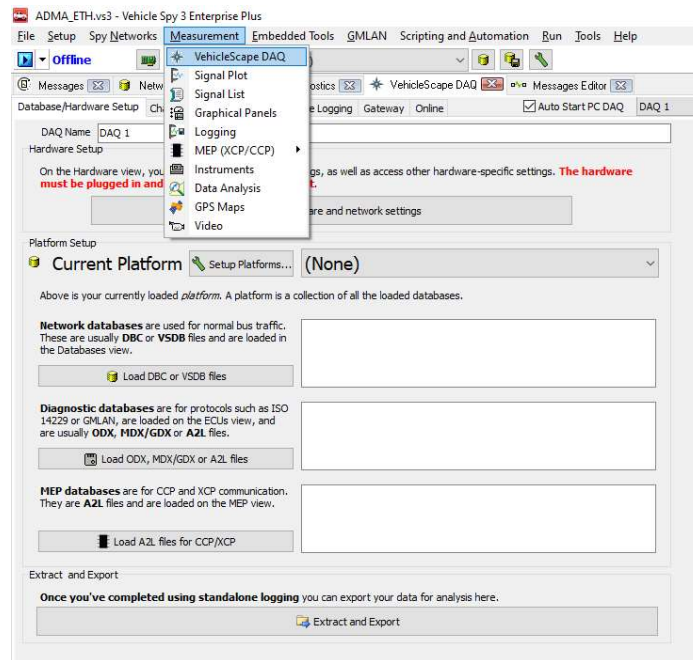 ADMA_ETH.vs3 - Vehicle Spy 3 Enterprise Plus
File Setup Spy Networks Measurement Embedded Tools GMLAN Scripting and Automation Run Tools Help
Offline
VehicleScape DAQ
Signal Plot
Signal List
Graphical Panels
Logging
MEP (XCP/CCP)
Instruments
Data Analysis
GPS Maps
Video
Messages Netw ostics VehicleScape DAQ Messages Editor
Database/Hardware Setup Ch e Logging Gateway Online Auto Start PC DAQ DAQ 1
DAQ Name DAQ 1
Hardware Setup
On the Hardware view, you gs, as well as access other hardware-specific settings. The hardware
must be plugged in and t.
are and network settings
Platform Setup
Current Platform Setup Platforms... (None)
Above is your currently loaded platform. A platform is a collection of all the loaded databases.
Network databases are used for normal bus traffic.
These are usually DBC or VSDB files and are loaded in
the Databases view.
Load DBC or VSDB files
Diagnostic databases are for protocols such as ISO
14229 or GMLAN, are loaded on the ECUs view, and
are usually ODX, MDX/GDX or A2L files.
Load ODX, MDX/GDX or A2L files
MEP databases are for CCP and XCP communication.
They are A2L files and are loaded on the MEP view.
Load A2L files for CCP/XCP
Extract and Export
Once you've completed using standalone logging you can export your data for analysis here.
Extract and Export